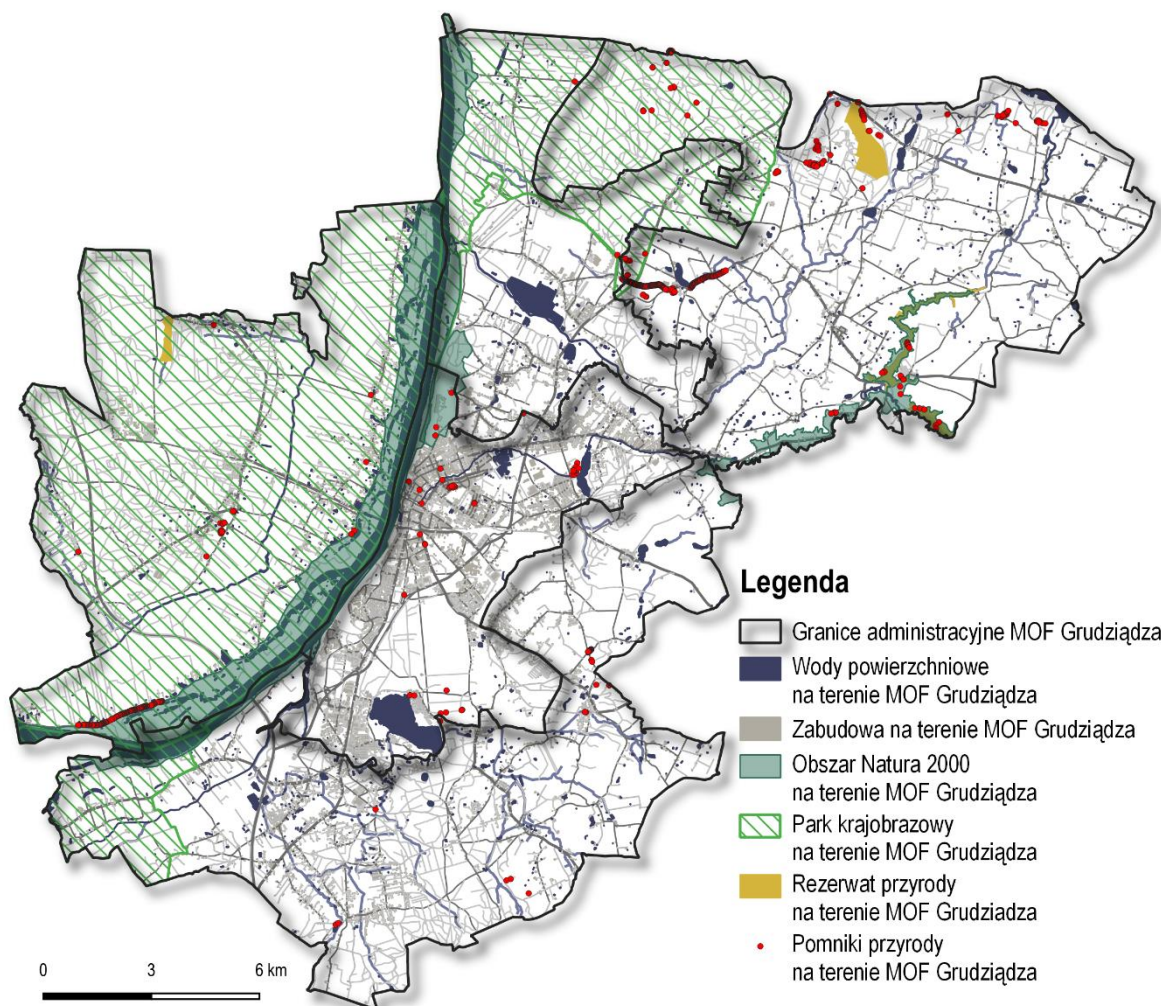 Legenda
Granice administracyjne MOF Grudziądza
Wody powierzchniowe
na terenie MOF Grudziądza
Zabudowa na terenie MOF Grudziądza
Obszar Natura 2000
na terenie MOF Grudziądza
Park krajobrazowy
na terenie MOF Grudziądza
Rezerwat przyrody
na terenie MOF Grudziadza
Pomniki przyrody
na terenie MOF Grudziądza
0 3 6 km